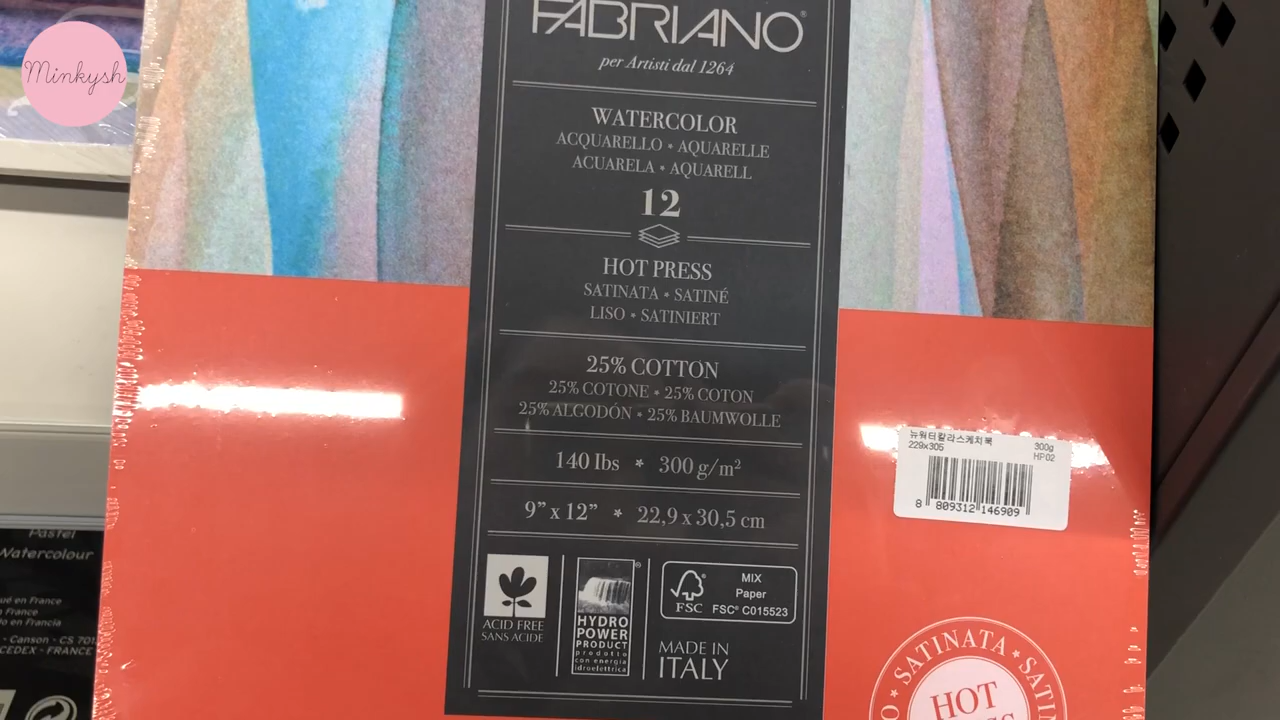 Minkysh
FABRIANO®
per Artisti dal 1264
WATERCOLOR
ACQUARELLO • AQUARELLE
ACUARELA • AQUARELL
12
HOT PRESS
SATINATA • SATINÉ
LISO • SATINIERT
25% COTTON
25% COTONE • 25% COTON
25% ALGODÓN • 25% BAUMWOLLE
140 lbs * 300 g/m²
9” x 12” * 22,9 x 30,5 cm
ACID FREE
SANS ACIDE
HYDRO
POWER
PRODUCT
prodotto
con energia
idroelettrica
®
FSC®
FSC
MIX
Paper
FSC® C015523
MADE IN
ITALY
뉴워터칼라스케치북
229x305
300g
HP02
8 809312 146909
SATINATA
HOT
Pastel
Watercolour
en France
n France
o en Francia
- Canson - CS 701
CEDEX - FRANCE